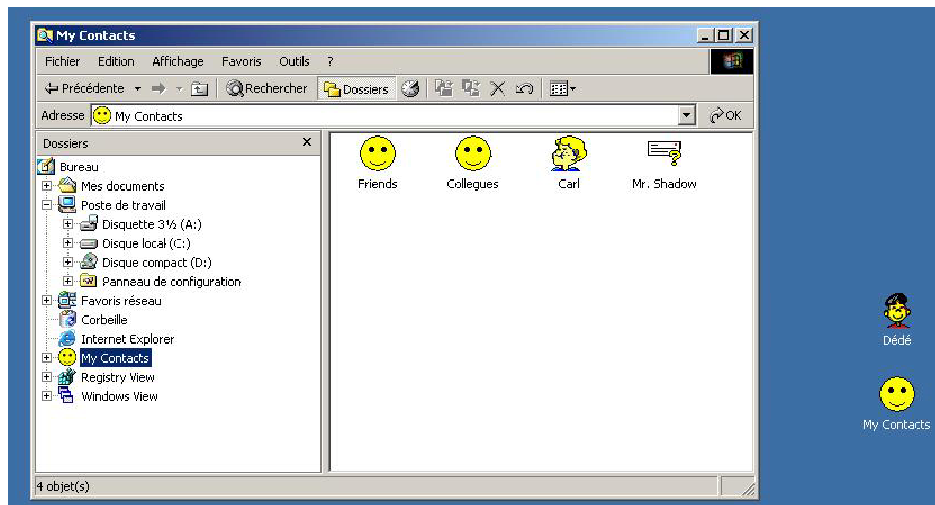 My Contacts
Fichier Edition Affichage Favoris Outils ?
Précédente Rechercher Dossiers
Adresse My Contacts OK
Dossiers x
Bureau
Mes documents
Poste de travail
Disquette 3½ (A:)
Disque local (C:)
Disque compact (D:)
Panneau de configuration
Favoris réseau
Corbeille
Internet Explorer
My Contacts
Registry View
Windows View
Friends Collegues Carl Mr. Shadow
4 objet(s)
Dédé
My Contacts